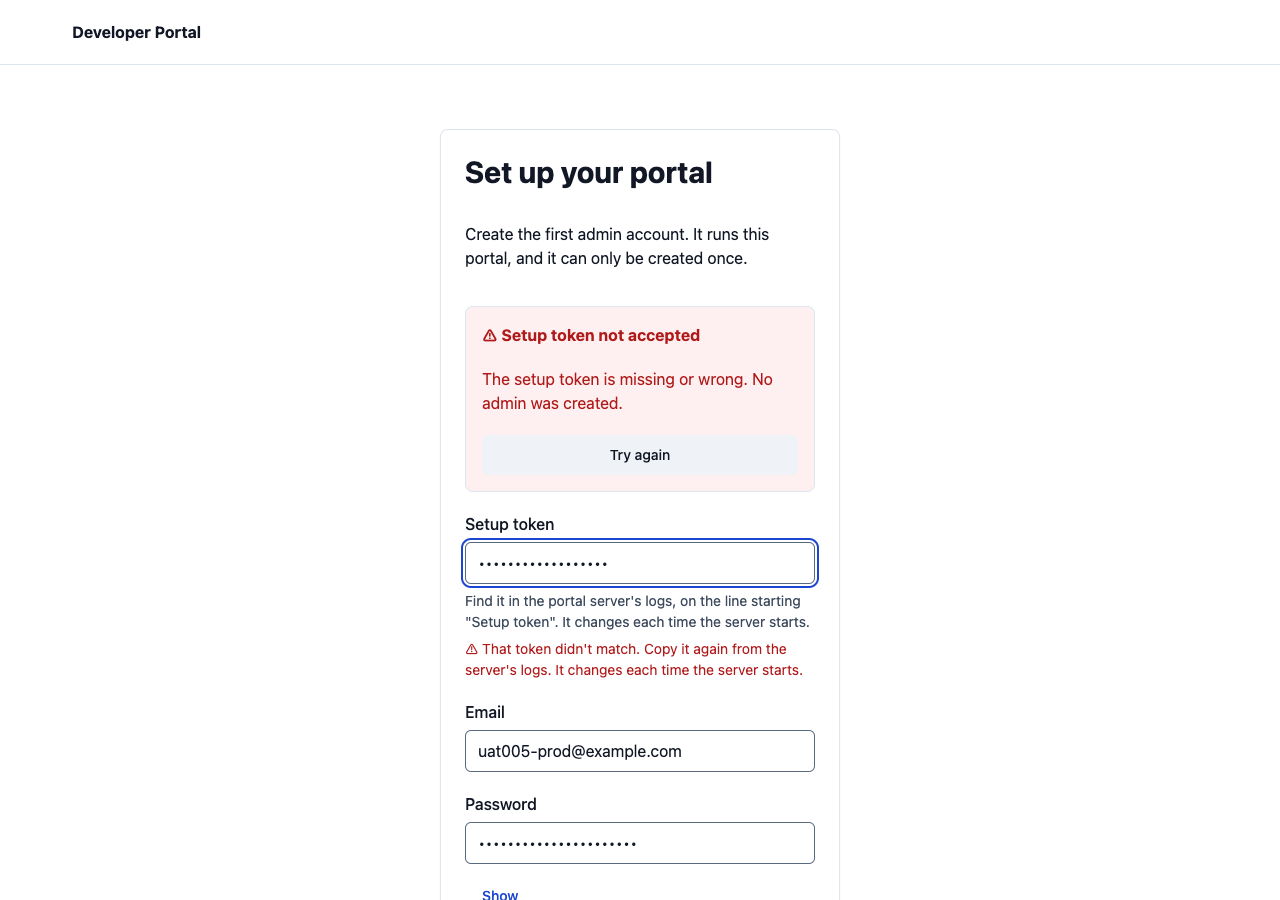 Developer Portal
Set up your portal
Create the first admin account. It runs this
portal, and it can only be created once.
Setup token not accepted
The setup token is missing or wrong. No
admin was created.
Try again
Setup token
••••••••••••••••••
Find it in the portal server's logs, on the line starting
"Setup token". It changes each time the server starts.
That token didn't match. Copy it again from the
server's logs. It changes each time the server starts.
Email
uat005-prod@example.com
Password
••••••••••••••••••••••
Show